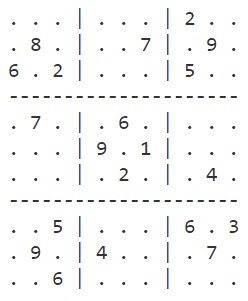 . . . | . . . | 2 . .
. 8 . | . . 7 | . 9 .
6 . 2 | . . . | 5 . .
---------------------
. 7 . | . 6 . | . . .
. . . | 9 . 1 | . . .
. . . | . 2 . | . 4 .
---------------------
. . 5 | . . . | 6 . 3
. 9 . | 4 . . | . 7 .
. . 6 | . . . | . . .